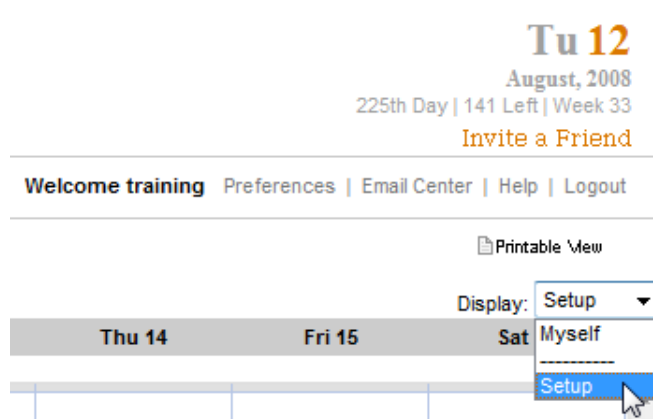 Tu 12
August, 2008
225th Day | 141 Left | Week 33
Invite a Friend
Welcome training Preferences | Email Center | Help | Logout
Printable View
Display: Setup
Thu 14 Fri 15 Sat
Myself
----------
Setup